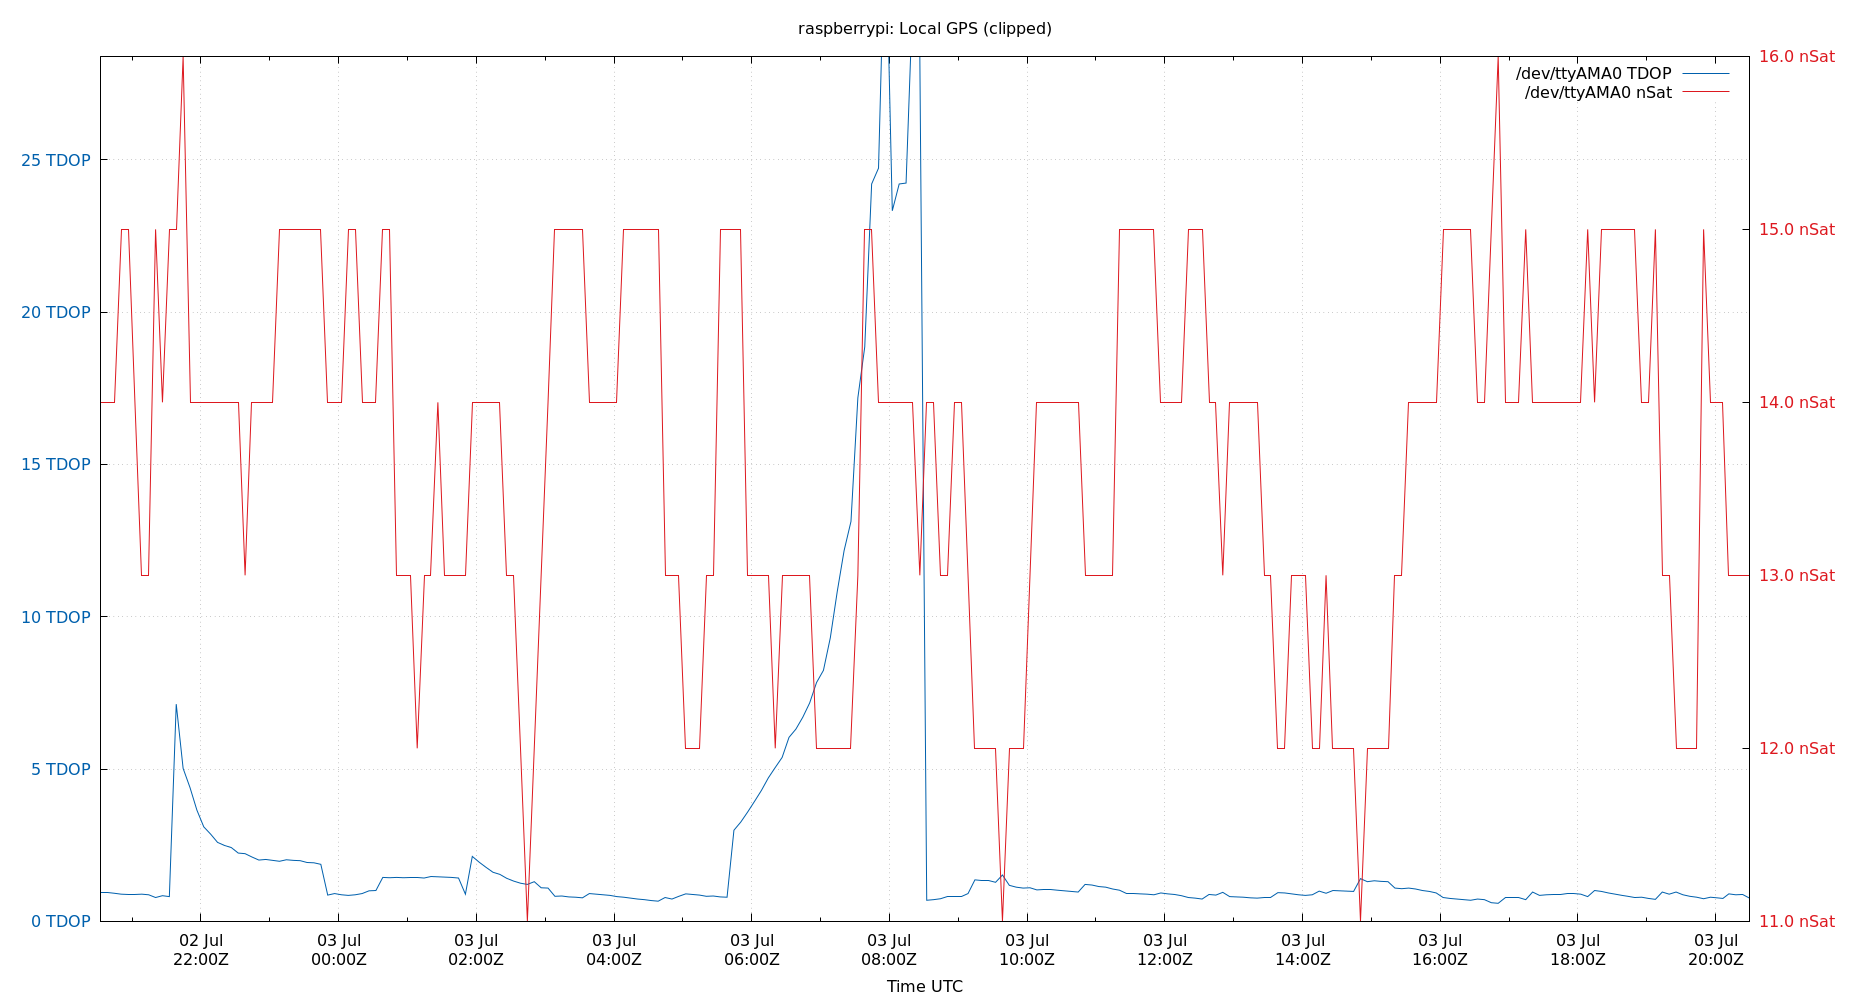 raspberrypi: Local GPS (clipped)
16.0 nSat
/dev/ttyAMA0 TDOP
/dev/ttyAMA0 nSat
25 TDOP
15.0 nSat
20 TDOP
14.0 nSat
15 TDOP
13.0 nSat
10 TDOP
12.0 nSat
5 TDOP
0 TDOP
11.0 nSat
02 Jul 03 Jul 03 Jul 03 Jul 03 Jul 03 Jul 03 Jul 03 Jul 03 Jul 03 Jul 03 Jul 03 Jul
22:00Z 00:00Z 02:00Z 04:00Z 06:00Z 08:00Z 10:00Z 12:00Z 14:00Z 16:00Z 18:00Z 20:00Z
Time UTC